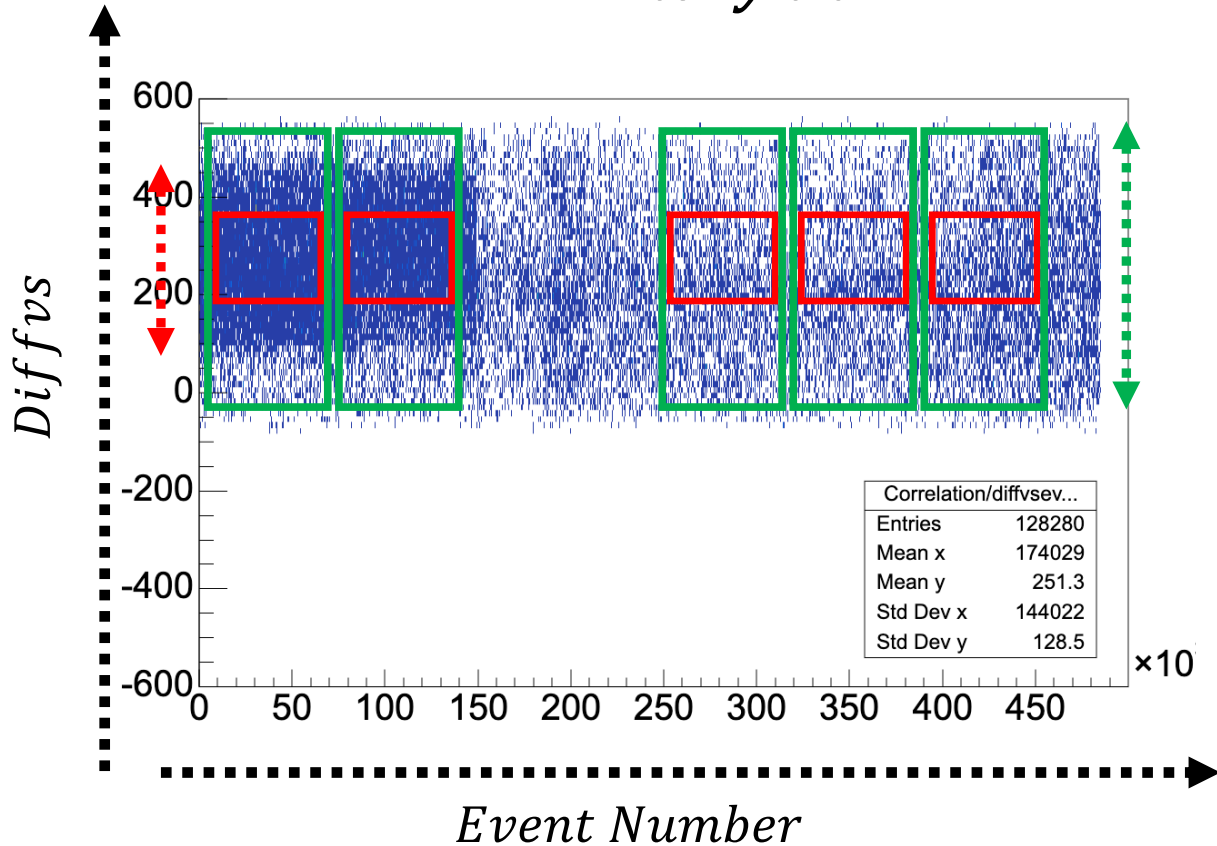 600
400
200
0
-200
-400
-600
0 50 100 150 200 250 300 350 400 450
×10
Diffvs
Event Number
Correlation/diffvsev...
Entries 128280
Mean x 174029
Mean y 251.3
Std Dev x 144022
Std Dev y 128.5